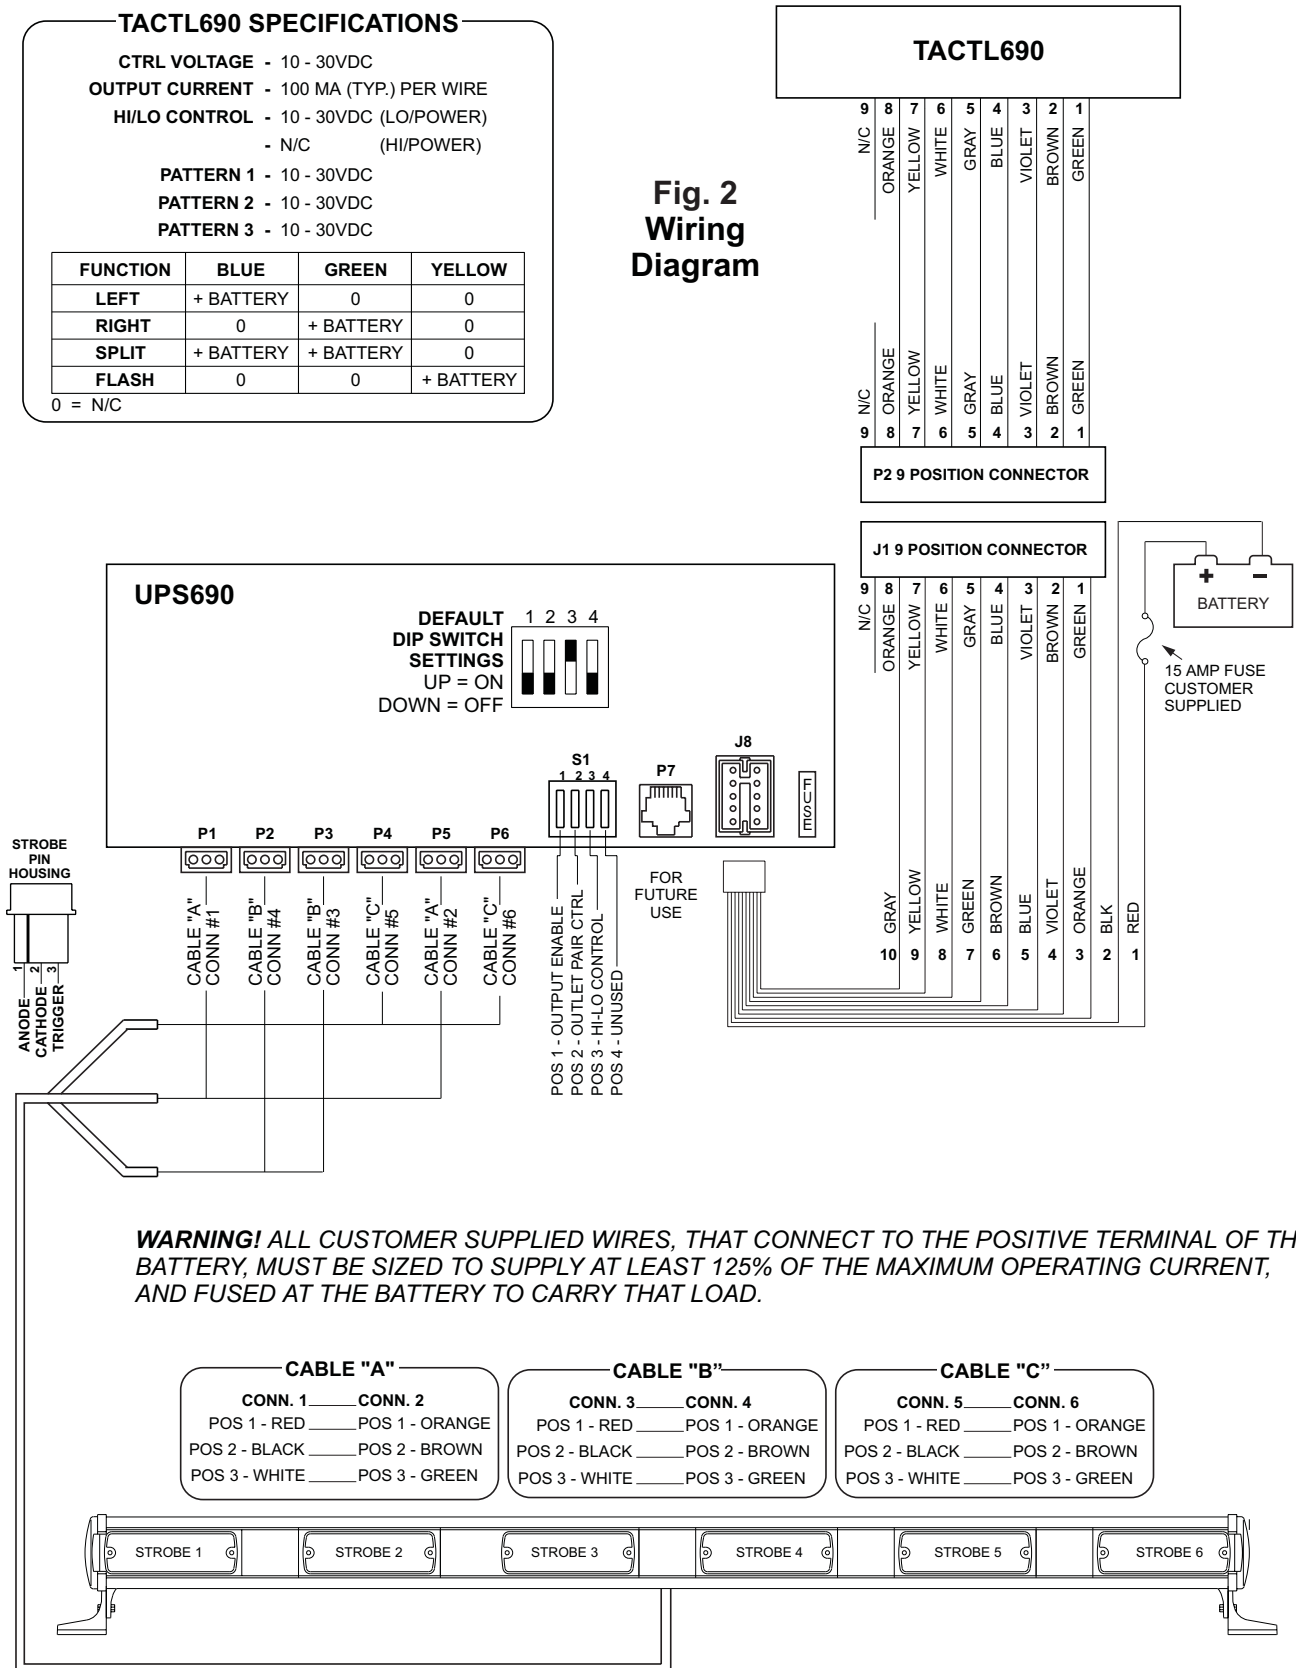 TACTL690 SPECIFICATIONS
CTRL VOLTAGE - 10 - 30VDC
OUTPUT CURRENT - 100 MA (TYP.) PER WIRE
HI/LO CONTROL - 10 - 30VDC (LO/POWER)
- N/C (HI/POWER)
PATTERN 1 - 10 - 30VDC
PATTERN 2 - 10 - 30VDC
PATTERN 3 - 10 - 30VDC
FUNCTION BLUE GREEN YELLOW
LEFT + BATTERY 0 0
RIGHT 0 + BATTERY 0
SPLIT + BATTERY + BATTERY 0
FLASH 0 0 + BATTERY
0 = N/C
Fig. 2
Wiring
Diagram
TACTL690
9 8 7 6 5 4 3 2 1
N/C ORANGE YELLOW WHITE GRAY BLUE VIOLET BROWN GREEN
N/C ORANGE YELLOW WHITE GRAY BLUE VIOLET BROWN GREEN
9 8 7 6 5 4 3 2 1
P2 9 POSITION CONNECTOR
J1 9 POSITION CONNECTOR
9 8 7 6 5 4 3 2 1
N/C ORANGE YELLOW WHITE GRAY BLUE VIOLET BROWN GREEN
+ -
BATTERY
15 AMP FUSE
CUSTOMER
SUPPLIED
UPS690
DEFAULT
DIP SWITCH
SETTINGS
UP = ON
DOWN = OFF
1 2 3 4
S1
1 2 3 4
P7
J8
FUSE
P1 P2 P3 P4 P5 P6
STROBE
PIN
HOUSING
1 2 3
ANODE
CATHODE
TRIGGER
CABLE "A"
CONN #1
CABLE "B"
CONN #4
CABLE "B"
CONN #3
CABLE "C"
CONN #5
CABLE "A"
CONN #2
CABLE "C"
CONN #6
POS 1 - OUTPUT ENABLE
POS 2 - OUTLET PAIR CTRL
POS 3 - HI-LO CONTROL
POS 4 - UNUSED
FOR
FUTURE
USE
GRAY YELLOW WHITE GREEN BROWN BLUE VIOLET ORANGE BLK RED
10 9 8 7 6 5 4 3 2 1
WARNING! ALL CUSTOMER SUPPLIED WIRES, THAT CONNECT TO THE POSITIVE TERMINAL OF TH
BATTERY, MUST BE SIZED TO SUPPLY AT LEAST 125% OF THE MAXIMUM OPERATING CURRENT,
AND FUSED AT THE BATTERY TO CARRY THAT LOAD.
CABLE "A"
CONN. 1 CONN. 2
POS 1 - RED POS 1 - ORANGE
POS 2 - BLACK POS 2 - BROWN
POS 3 - WHITE POS 3 - GREEN
CABLE "B”
CONN. 3 CONN. 4
POS 1 - RED POS 1 - ORANGE
POS 2 - BLACK POS 2 - BROWN
POS 3 - WHITE POS 3 - GREEN
CABLE "C”
CONN. 5 CONN. 6
POS 1 - RED POS 1 - ORANGE
POS 2 - BLACK POS 2 - BROWN
POS 3 - WHITE POS 3 - GREEN
STROBE 1 STROBE 2 STROBE 3 STROBE 4 STROBE 5 STROBE 6